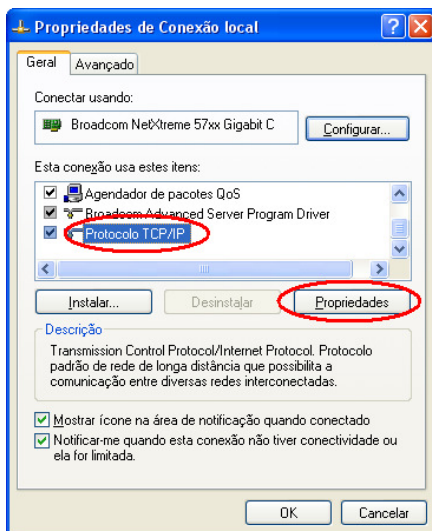 Propriedades de Conexão local
Geral
Avançado
Conectar usando:
Broadcom NetXtreme 57xx Gigabit C
Configurar...
Esta conexão usa estes itens:
Agendador de pacotes QoS
Broadcom Advanced Server Program Driver
Protocolo TCP/IP
Instalar...
Desinstalar
Propriedades
Descrição
Transmission Control Protocol/Internet Protocol. Protocolo
padrão de rede de longa distância que possibilita a
comunicação entre diversas redes interconectadas.
Mostrar ícone na área de notificação quando conectado
Notificar-me quando esta conexão não tiver conectividade ou
ela for limitada.
OK
Cancelar